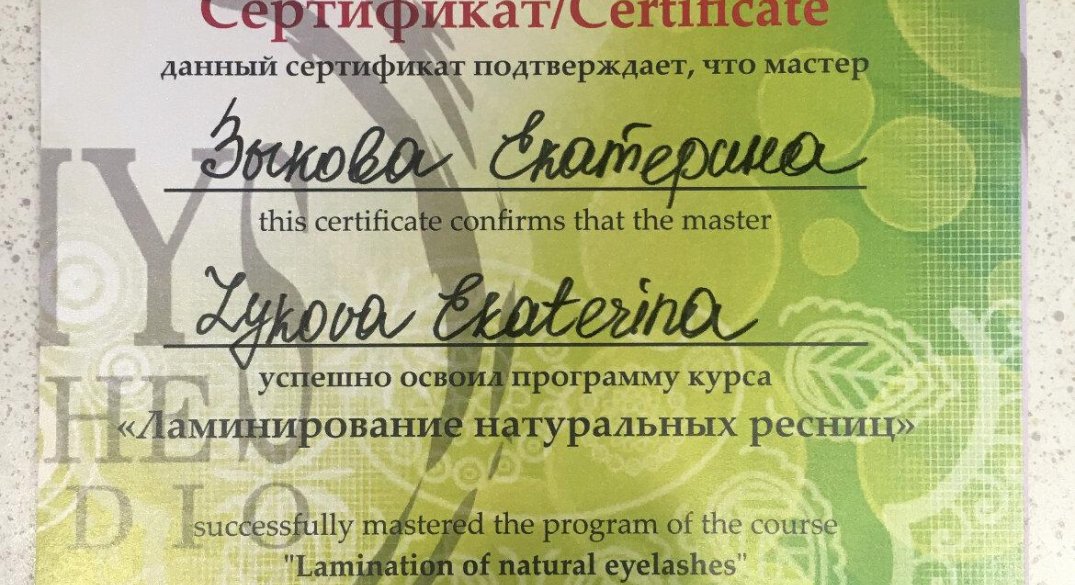 Сертификат/Certificate
данный сертификат подтверждает, что мастер
Зыкова Екатерина
this certificate confirms that the master
Zykova Ekaterina
успешно освоил программу курса
«Ламинирование натуральных ресниц»
successfully mastered the program of the course
"Lamination of natural eyelashes"